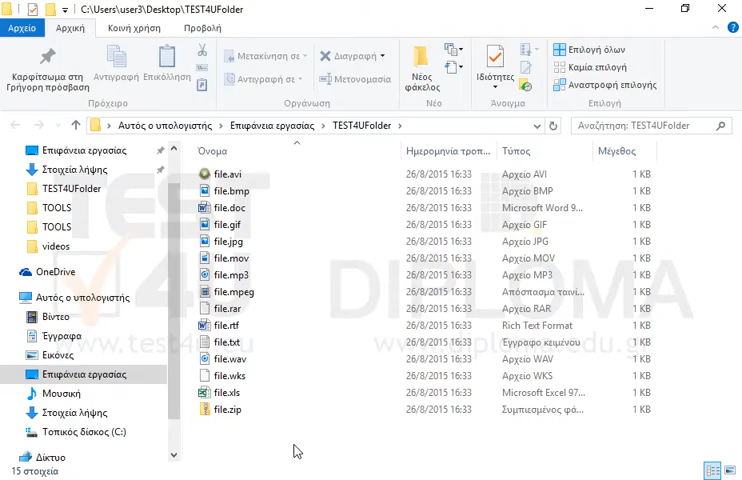 C:\Users\user3\Desktop\TEST4UFolder
Αρχείο Αρχική Κοινή χρήση Προβολή
Καρφίτσωμα στη Γρήγορη πρόσβαση
Αντιγραφή
Επικόλληση
Πρόχειρο
Μετακίνηση σε
Αντιγραφή σε
Διαγραφή
Μετονομασία
Οργάνωση
Νέος φάκελος
Νέο
Ιδιότητες
Άνοιγμα
Επιλογή όλων
Καμία επιλογή
Αναστροφή επιλογής
Επιλογή
Αυτός ο υπολογιστής > Επιφάνεια εργασίας > TEST4UFolder >
Αναζήτηση: TEST4UFolder
Επιφάνεια εργασίας
Στοιχεία λήψης
TEST4UFolder
TOOLS
TOOLS
videos
OneDrive
Αυτός ο υπολογιστής
Βίντεο
Έγγραφα
Εικόνες
Επιφάνεια εργασίας
Μουσική
Στοιχεία λήψης
Τοπικός δίσκος (C:)
Δίκτυο
Όνομα Ημερομηνία τροπ... Τύπος Μέγεθος
file.avi 26/8/2015 16:33 Αρχείο AVI 1 KB
file.bmp 26/8/2015 16:33 Αρχείο BMP 1 KB
file.doc 26/8/2015 16:33 Microsoft Word 9... 1 KB
file.gif 26/8/2015 16:33 Αρχείο GIF 1 KB
file.jpg 26/8/2015 16:33 Αρχείο JPG 1 KB
file.mov 26/8/2015 16:33 Αρχείο MOV 1 KB
file.mp3 26/8/2015 16:33 Αρχείο MP3 1 KB
file.mpeg 26/8/2015 16:33 Απόσπασμα ταινί... 1 KB
file.rar 26/8/2015 16:33 Αρχείο RAR 1 KB
file.rtf 26/8/2015 16:33 Rich Text Format 1 KB
file.txt 26/8/2015 16:33 Έγγραφο κειμένου 1 KB
file.wav 26/8/2015 16:33 Αρχείο WAV 1 KB
file.wks 26/8/2015 16:33 Αρχείο WKS 1 KB
file.xls 26/8/2015 16:33 Microsoft Excel 97... 1 KB
file.zip 26/8/2015 16:33 Συμπιεσμένος φά... 1 KB
15 στοιχεία
TEST
4U
www.test4u.eu
DIPLOMA
www.diplomaedu.gr